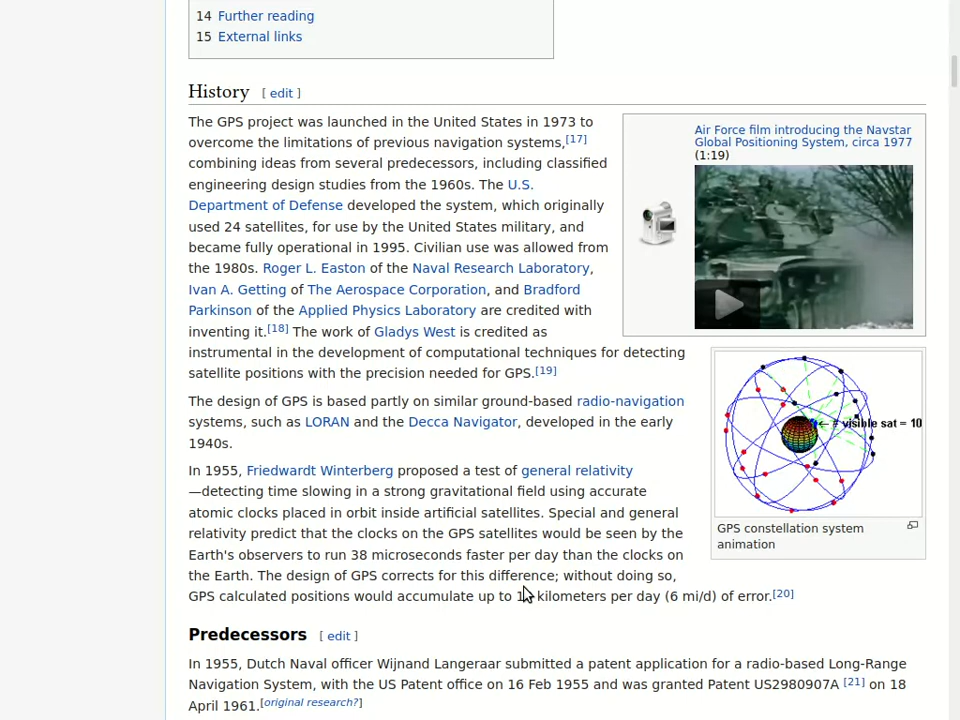 14 Further reading
15 External links
History [ edit ]
The GPS project was launched in the United States in 1973 to
overcome the limitations of previous navigation systems,[17]
combining ideas from several predecessors, including classified
engineering design studies from the 1960s. The U.S.
Department of Defense developed the system, which originally
used 24 satellites, for use by the United States military, and
became fully operational in 1995. Civilian use was allowed from
the 1980s. Roger L. Easton of the Naval Research Laboratory,
Ivan A. Getting of The Aerospace Corporation, and Bradford
Parkinson of the Applied Physics Laboratory are credited with
inventing it.[18] The work of Gladys West is credited as
instrumental in the development of computational techniques for detecting
satellite positions with the precision needed for GPS.[19]
Air Force film introducing the Navstar
Global Positioning System, circa 1977
(1:19)
← # visible sat = 10
GPS constellation system
animation
The design of GPS is based partly on similar ground-based radio-navigation
systems, such as LORAN and the Decca Navigator, developed in the early
1940s.
In 1955, Friedwardt Winterberg proposed a test of general relativity
—detecting time slowing in a strong gravitational field using accurate
atomic clocks placed in orbit inside artificial satellites. Special and general
relativity predict that the clocks on the GPS satellites would be seen by the
Earth's observers to run 38 microseconds faster per day than the clocks on
the Earth. The design of GPS corrects for this difference; without doing so,
GPS calculated positions would accumulate up to kilometers per day (6 mi/d) of error.[20]
Predecessors [ edit ]
In 1955, Dutch Naval officer Wijnand Langeraar submitted a patent application for a radio-based Long-Range
Navigation System, with the US Patent office on 16 Feb 1955 and was granted Patent US2980907A [21] on 18
April 1961.[original research?]